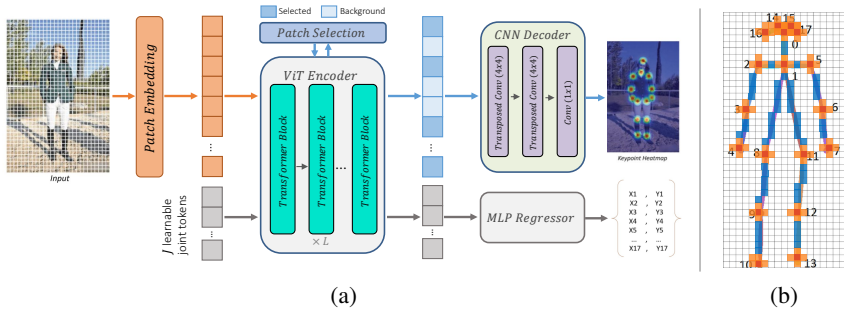 Input
Patch Embedding
J learnable
joint tokens
Patch Selection
ViT Encoder
Transformer Block
Transformer Block
...
Transformer Block
× L
Selected
Background
CNN Decoder
Transposed Conv (4x4)
Transposed Conv (4x4)
Conv (1x1)
Keypoint Heatmap
MLP Regressor
X1 , Y1
X2 , Y2
X3 , Y3
X4 , Y4
X5 , Y5
... , ...
X17 , Y17
(a)
14 15
16 17
0
2 5
1
3 6
4 7
8 11
9 12
10 13
(b)